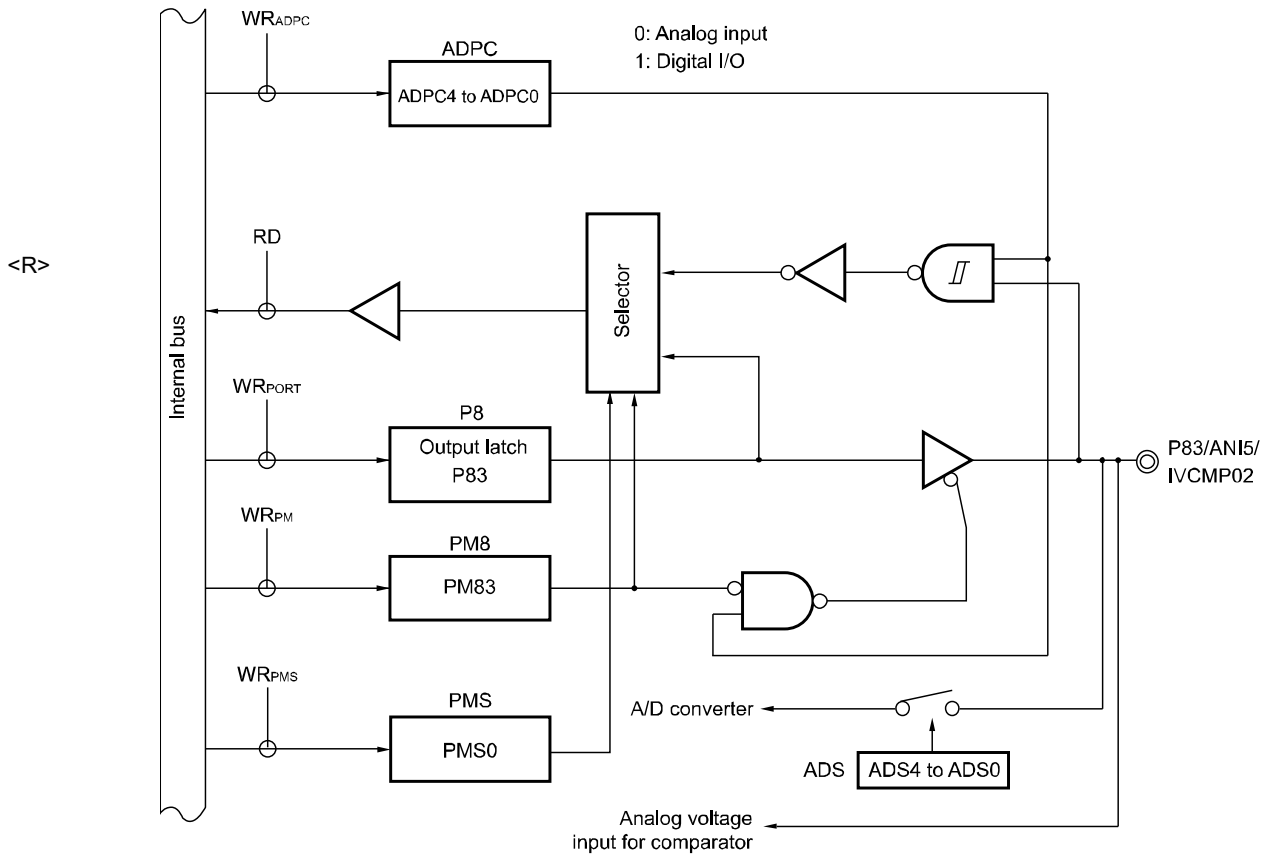 WRADPC
ADPC
ADPC4 to ADPC0
0: Analog input
1: Digital I/O
<R>
RD
Selector
Internal bus
WRPORT
P8
Output latch
P83
P83/ANI5/
IVCMP02
WRPM
PM8
PM83
WRPMS
PMS
PMS0
A/D converter
ADS
ADS4 to ADS0
Analog voltage
input for comparator